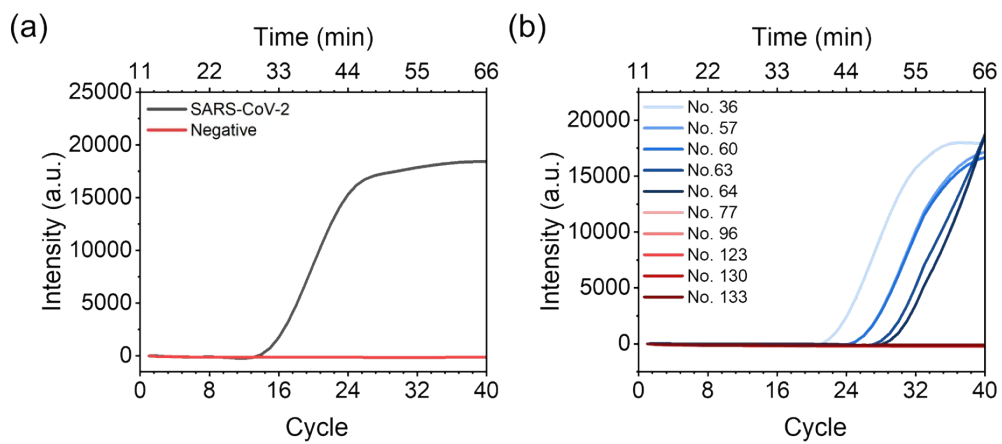 (a)
Time (min)
11 22 33 44 55 66
25000
20000
15000
10000
5000
0
Intensity (a.u.)
SARS-CoV-2
Negative
0 8 16 24 32 40
Cycle
(b)
Time (min)
11 22 33 44 55 66
20000
15000
10000
5000
0
Intensity (a.u.)
No. 36
No. 57
No. 60
No.63
No. 64
No. 77
No. 96
No. 123
No. 130
No. 133
0 8 16 24 32 40
Cycle